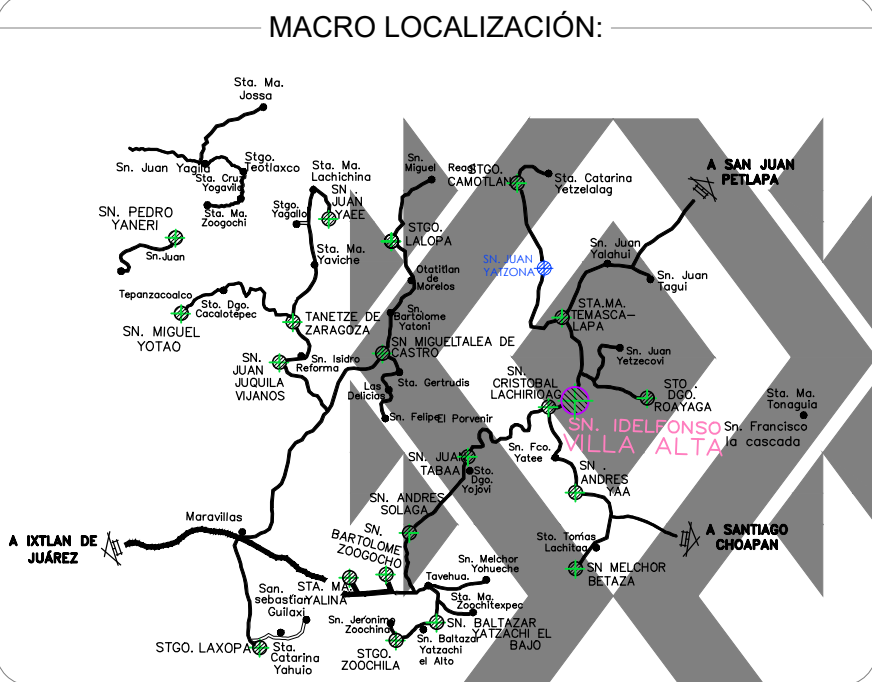 MACRO LOCALIZACIÓN:
Sta. Ma.
Jossa
Sn. Juan Yagila
Stgo.
Teotlaxco
Sta. Cruz
Yogavila
Sta. Ma.
Zoogochi
Sta. Ma.
Lachichina
SN.
JUAN
YAEE
Stgo.
Yagallo
Sta. Ma.
Yaviche
SN. PEDRO
YANERI
Sn.Juan
Tepanzacoalco
Sto. Dgo.
Cacalotepec
SN. MIGUEL
YOTAO
TANETZE DE
ZARAGOZA
SN.
JUAN
JUQUILA
VIJANOS
Sn. Isidro
Reforma
Sn.
Miguel
Reag
STGO.
CAMOTLAN
Sta. Catarina
Yetzelalag
A SAN JUAN
PETLAPA
STGO.
LALOPA
Otatitlan
de
Morelos
Sn.
Bartolome
Yatoni
SN MIGUELTALEA DE
CASTRO
Las
Delicias
Sta. Gertrudis
Sn. Felipe
El Porvenir
SN. JUAN
YATZONA
Sn. Juan
Yalahui
Sn. Juan
Tagui
STA.MA.
TEMASCA-
LAPA
Sn. Juan
Yetzecovi
SN.
CRISTOBAL
LACHIRIOAG
STO .
DGO.
ROAYAGA
Sta. Ma.
Tonaguia
Sn. Francisco
la cascada
SN. IDELFONSO
VILLA ALTA
SN. JUAN
TABAA
Sto.
Dgo.
Yojovi
Sn. Fco.
Yatee
SN .
ANDRES
YAA
SN. ANDRES
SOLAGA
Maravillas
A IXTLAN DE
JUÁREZ
SN.
BARTOLOME
ZOOGOCHO
Sto. Tomas
Lachitaa
A SANTIAGO
CHOAPAN
SN MELCHOR
BETAZA
STA. MA.
YALINA
Tavehua.
Sn. Melchor
Yohueche
Sta. Ma.
Zoochitexpec
San.
sebastian
Guilaxi
Sn. Jeronimo
Zoochina
SN. BALTAZAR
YATZACHI EL
BAJO
Sn. Baltazar
Yatzachi
el Alto
STGO. LAXOPA
Sta.
Catarina
Yahuio
STGO.
ZOOCHILA